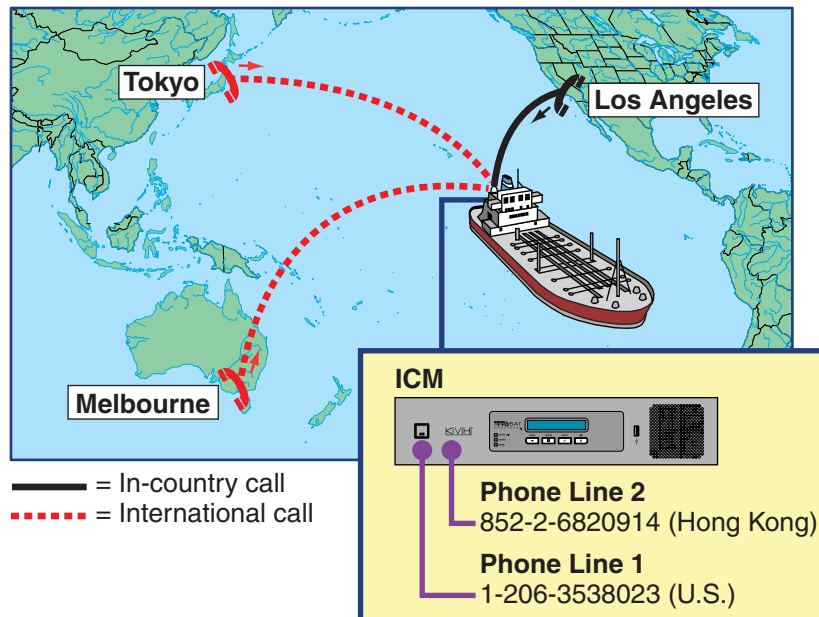 Tokyo
Los Angeles
Melbourne
ICM
KVH
= In-country call
= International call
Phone Line 2
852-2-6820914 (Hong Kong)
Phone Line 1
1-206-3538023 (U.S.)